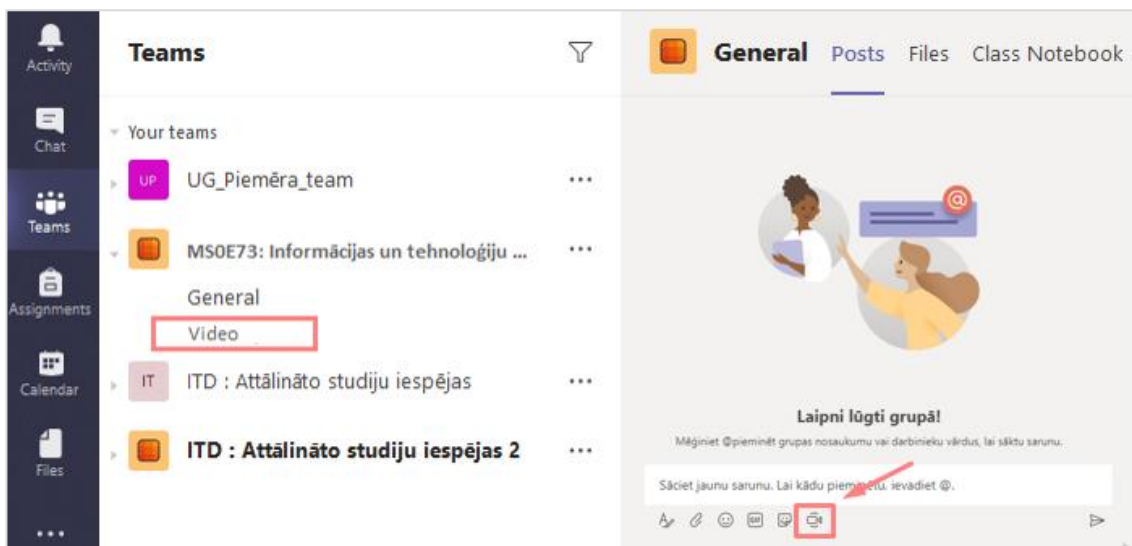 Activity
Chat
Teams
Assignments
Calendar
Files
Teams
Your teams
UP UG_Piemēra_team
MS0E73: Informācijas un tehnoloģiju ...
General
Video
IT ITD : Attālināto studiju iespējas
ITD : Attālināto studiju iespējas 2
General Posts Files Class Notebook
@
Laipni lūgti grupā!
Mēģiniet @pieminēt grupas nosaukumu vai darbinieku vārdus, lai sāktu sarunu.
Sāciet jaunu sarunu. Lai kādu pieminētu, ievadiet @.
GIF